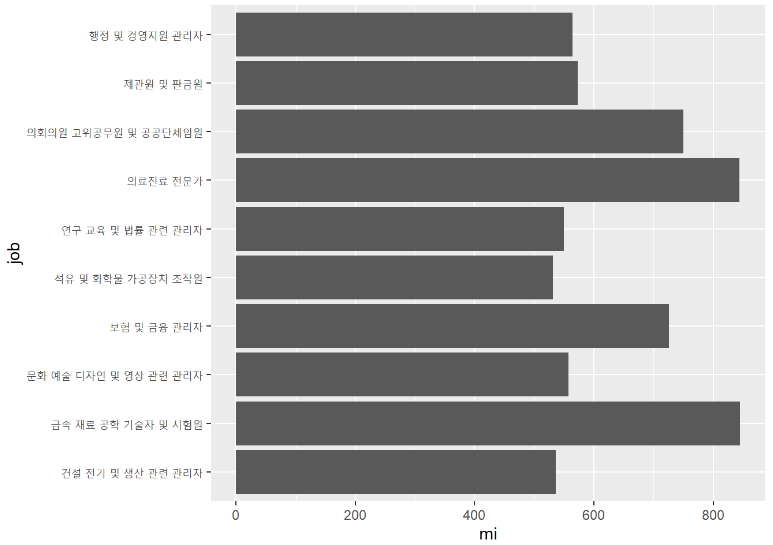 행정 및 경영지원 관리자
제관원 및 판금원
의회의원 고위공무원 및 공공단체임원
의료진료 전문가
연구 교육 및 법률 관련 관리자
석유 및 화학물 가공장치 조작원
보험 및 금융 관리자
문화 예술 디자인 및 영상 관련 관리자
금속 재료 공학 기술자 및 시험원
건설 전기 및 생산 관련 관리자
job
0 200 400 600 800
mi